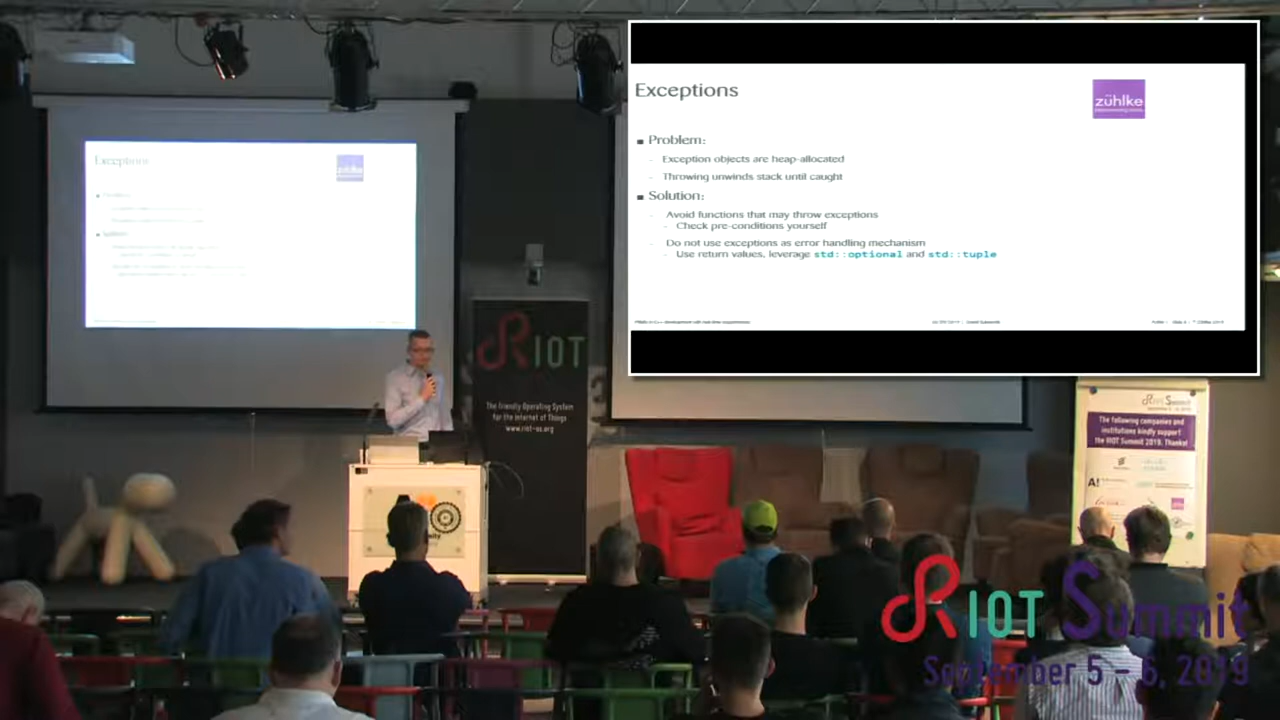 Exceptions
zühlke
Problem:
- Exception objects are heap-allocated
- Throwing unwinds stack until caught
Solution:
- Avoid functions that may throw exceptions
- Check pre-conditions yourself
- Do not use exceptions as error handling mechanism
- Use return values, leverage std::optional and std::tuple
Exceptions
RIOT
The friendly Operating System
for the Internet of Things
www.riot-os.org
RIOT Summit
The following companies and
institutions kindly support
the RIOT Summit 2019. Thanks!
A!
RIOT Summit
September 5 - 6, 2019